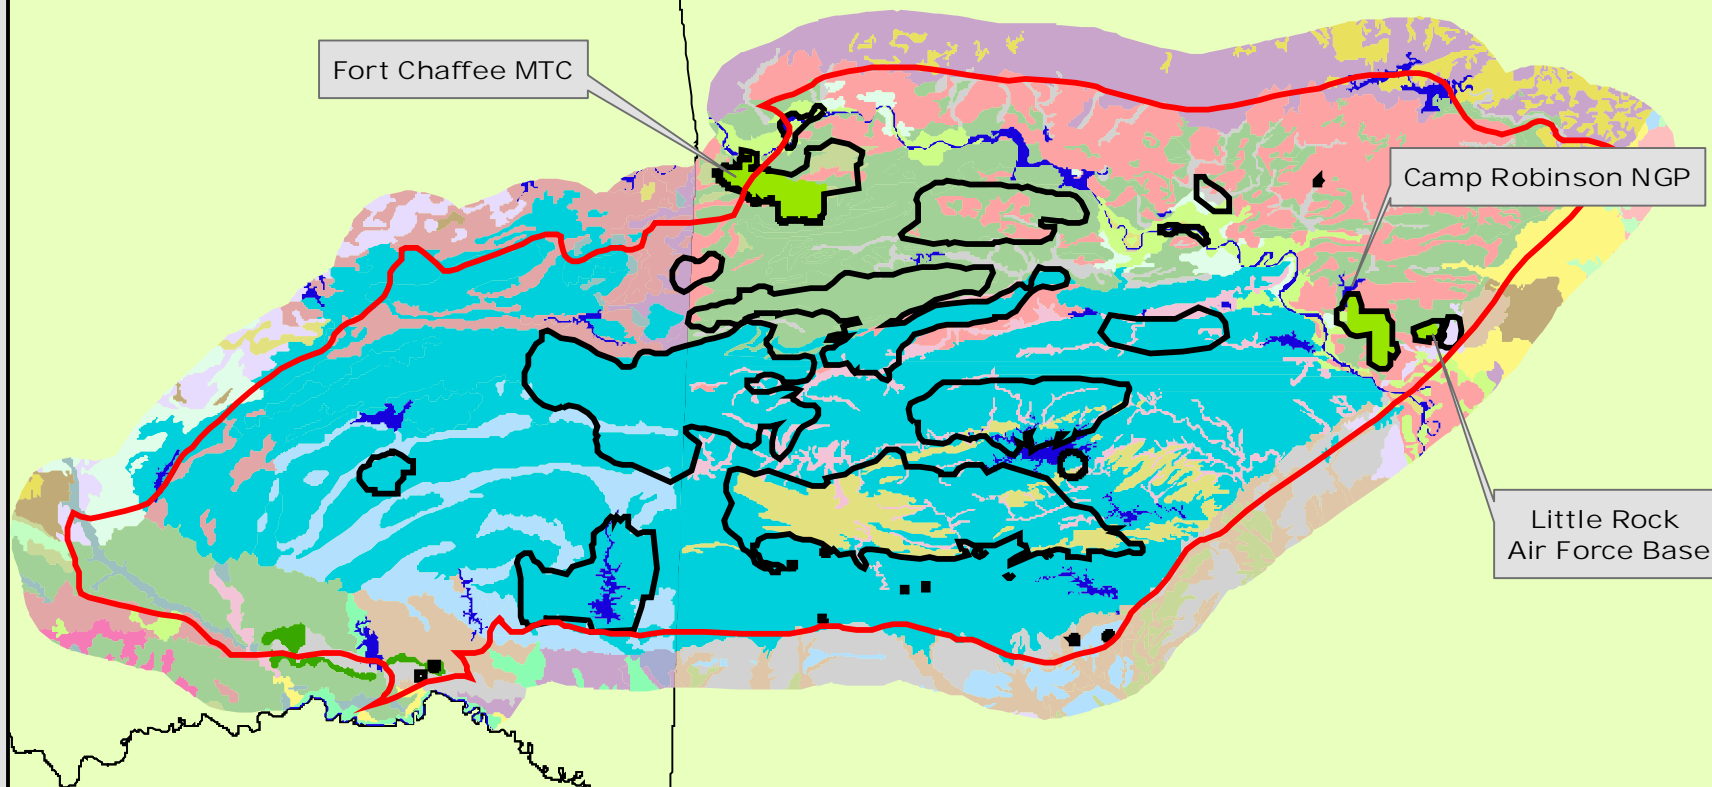 Fort Chaffee MTC
Camp Robinson NGP
Little Rock
Air Force Base